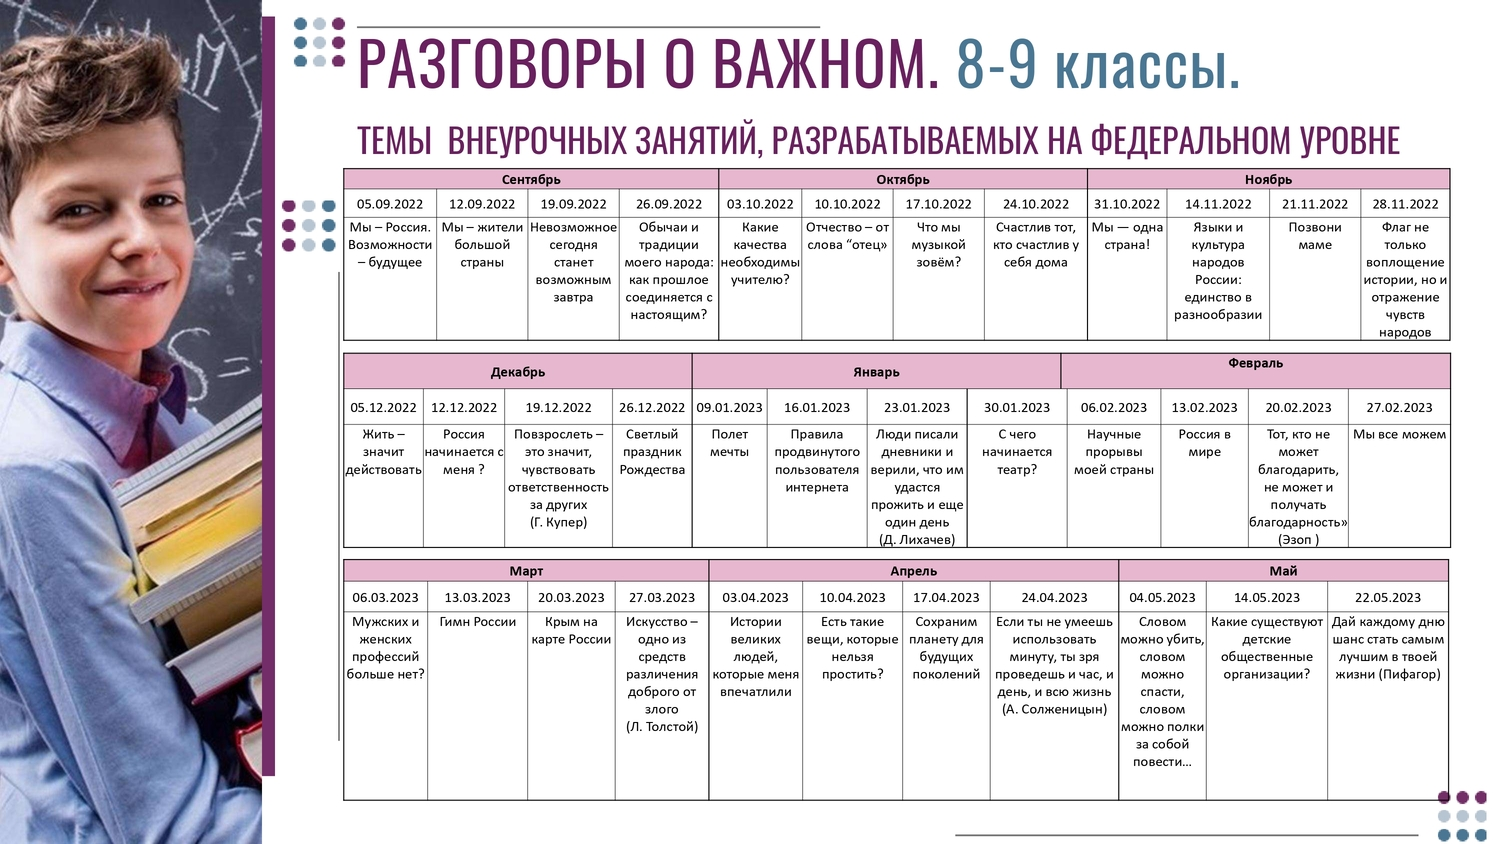 РАЗГОВОРЫ О ВАЖНОМ. 8-9 классы.
ТЕМЫ ВНЕУРОЧНЫХ ЗАНЯТИЙ, РАЗРАБАТЫВАЕМЫХ НА ФЕДЕРАЛЬНОМ УРОВНЕ
Сентябрь Октябрь Ноябрь
05.09.2022 12.09.2022 19.09.2022 26.09.2022 03.10.2022 10.10.2022 17.10.2022 24.10.2022 31.10.2022 14.11.2022 21.11.2022 28.11.2022
Мы – Россия.
Возможности
– будущее
Мы – жители
большой
страны
Невозможное
сегодня
станет
возможным
завтра
Обычаи и
традиции
моего народа:
как прошлое
соединяется с
настоящим?
Какие
качества
необходимы
учителю?
Отчество – от
слова “отец»
Что мы
музыкой
зовём?
Счастлив тот,
кто счастлив у
себя дома
Мы — одна
страна!
Языки и
культура
народов
России:
единство в
разнообразии
Позвони
маме
Флаг не
только
воплощение
истории, но и
отражение
чувств
народов
Декабрь Январь Февраль
05.12.2022 12.12.2022 19.12.2022 26.12.2022 09.01.2023 16.01.2023 23.01.2023 30.01.2023 06.02.2023 13.02.2023 20.02.2023 27.02.2023
Жить –
значит
действовать
Россия
начинается с
меня ?
Повзрослеть –
это значит,
чувствовать
ответственность
за других
(Г. Купер)
Светлый
праздник
Рождества
Полет
мечты
Правила
продвинутого
пользователя
интернета
Люди писали
дневники и
верили, что им
удастся
прожить и еще
один день
(Д. Лихачев)
С чего
начинается
театр?
Научные
прорывы
моей страны
Россия в
мире
Тот, кто не
может
благодарить,
не может и
получать
благодарность»
(Эзоп )
Мы все можем
Март Апрель Май
06.03.2023 13.03.2023 20.03.2023 27.03.2023 03.04.2023 10.04.2023 17.04.2023 24.04.2023 04.05.2023 14.05.2023 22.05.2023
Мужских и
женских
профессий
больше нет?
Гимн России
Крым на
карте России
Искусство –
одно из
средств
различения
доброго от
злого
(Л. Толстой)
Истории
великих
людей,
которые меня
впечатлили
Есть такие
вещи, которые
нельзя
простить?
Сохраним
планету для
будущих
поколений
Если ты не умеешь
использовать
минуту, ты зря
проведешь и час, и
день, и всю жизнь
(А. Солженицын)
Словом
можно убить,
словом
можно
спасти,
словом
можно полки
за собой
повести…
Какие существуют
детские
общественные
организации?
Дай каждому дню
шанс стать самым
лучшим в твоей
жизни (Пифагор)